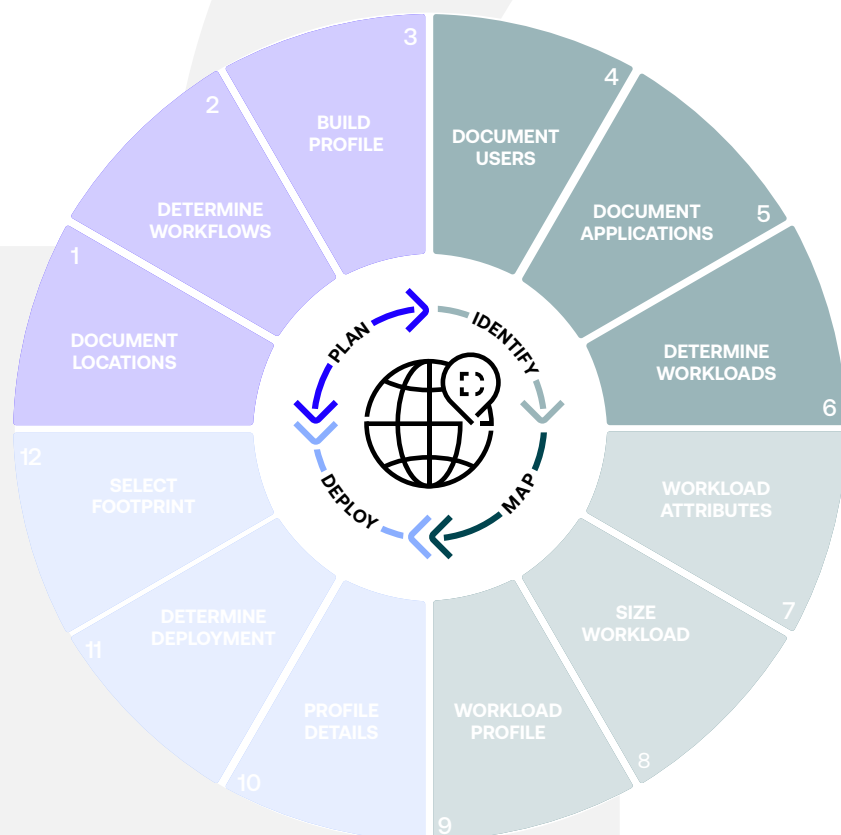 1
DOCUMENT
LOCATIONS
2
DETERMINE
WORKFLOWS
3
BUILD
PROFILE
4
DOCUMENT
USERS
5
DOCUMENT
APPLICATIONS
6
DETERMINE
WORKLOADS
7
WORKLOAD
ATTRIBUTES
8
SIZE
WORKLOAD
9
WORKLOAD
PROFILE
10
PROFILE
DETAILS
11
DETERMINE
DEPLOYMENT
12
SELECT
FOOTPRINT
PLAN
IDENTIFY
MAP
DEPLOY